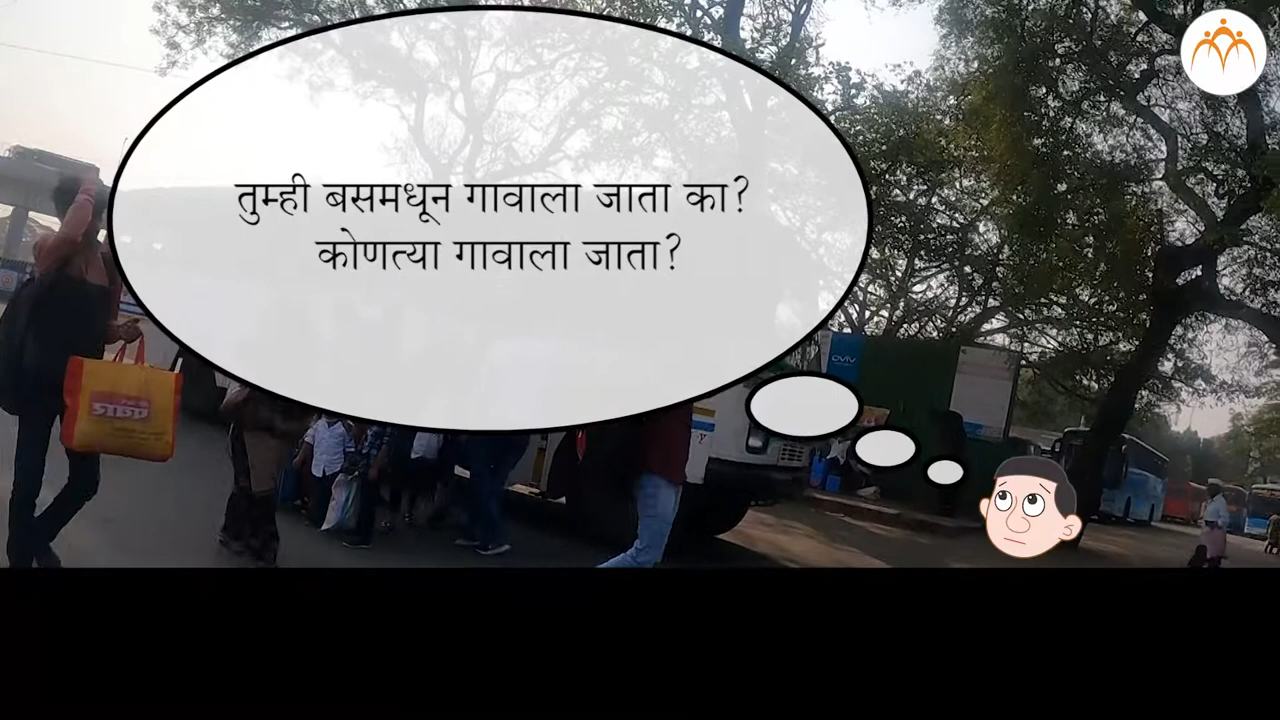 तुम्ही बसमधून गावाला जाता का?
कोणत्या गावाला जाता?